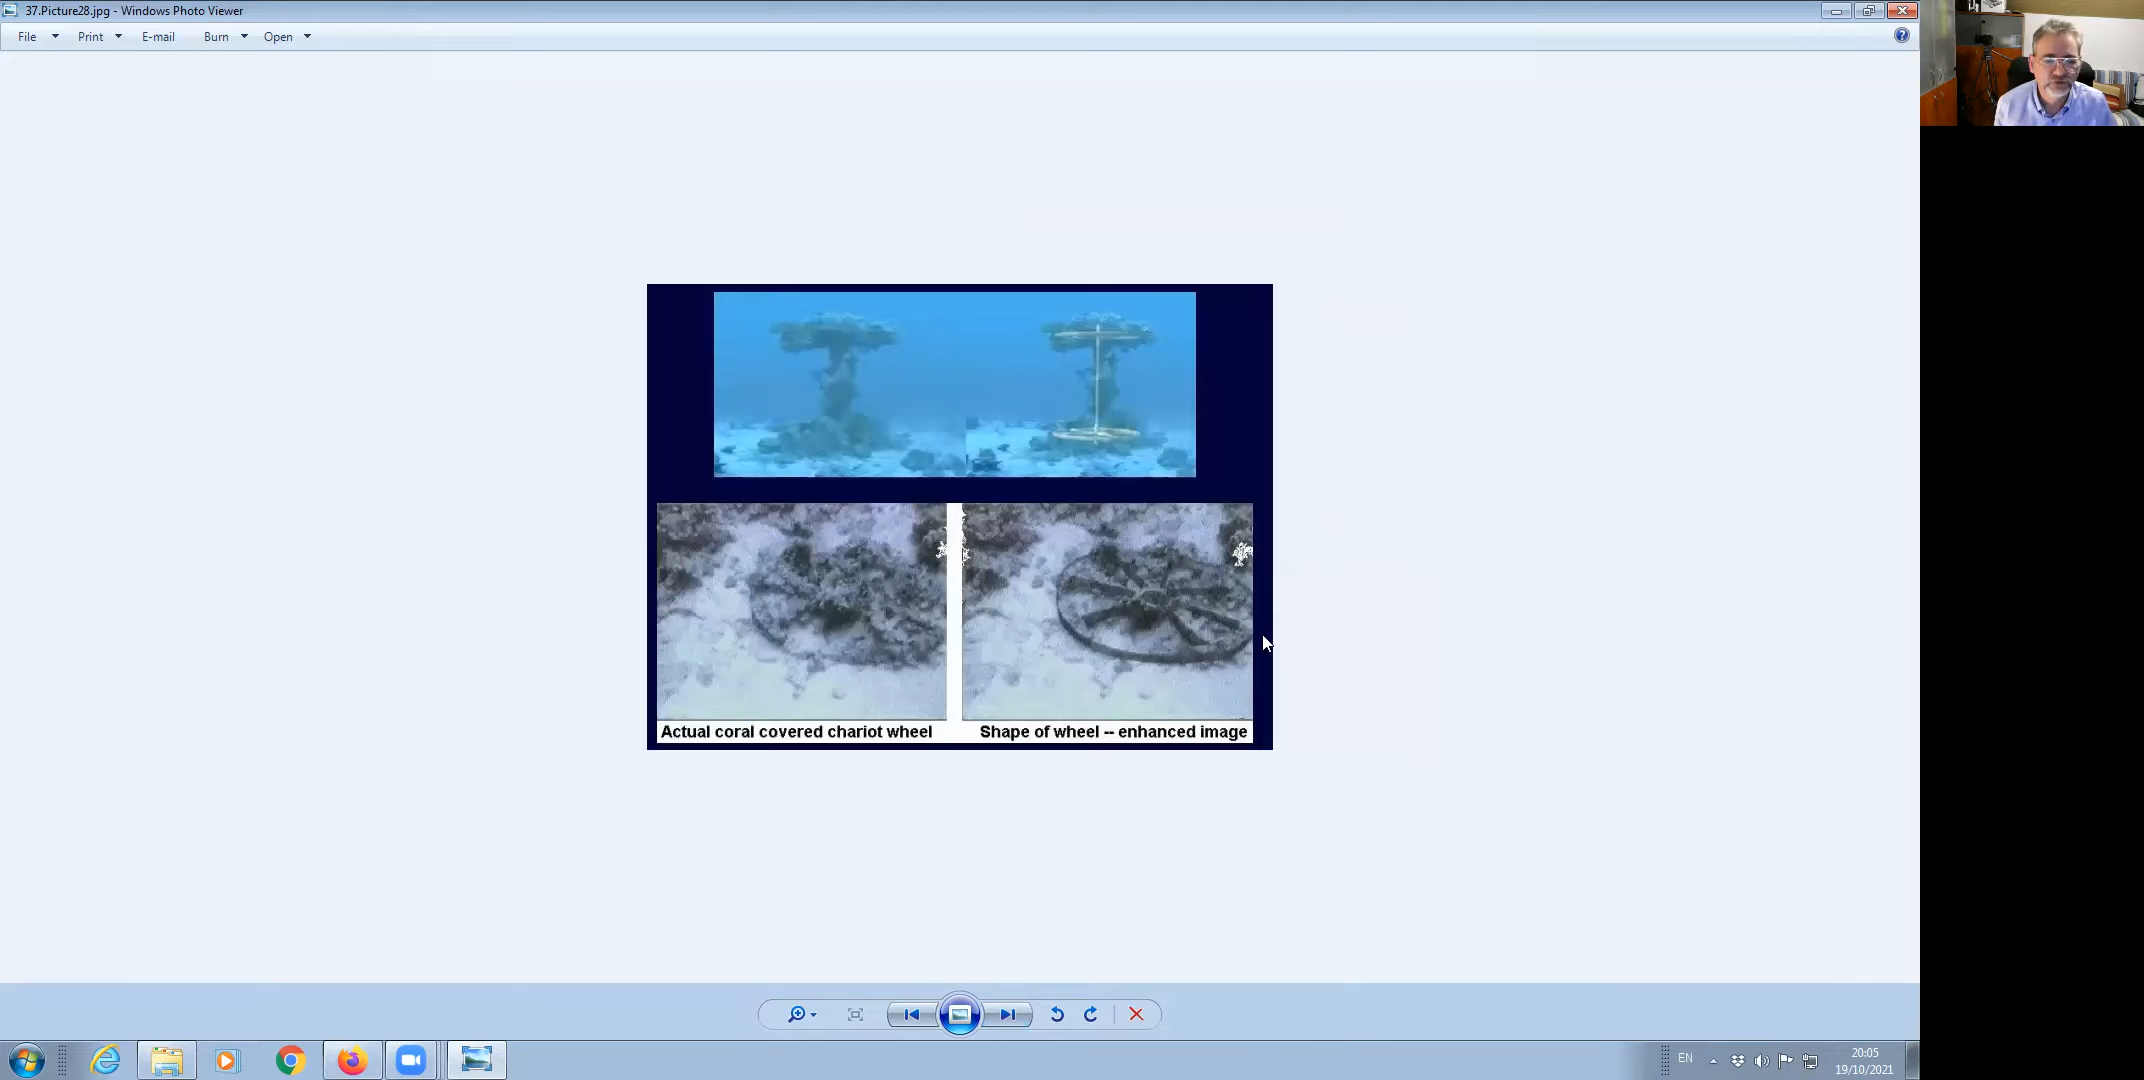 37.Picture28.jpg - Windows Photo Viewer
File Print E-mail Burn Open
Actual coral covered chariot wheel
Shape of wheel -- enhanced image
EN
20:05
19/10/2021